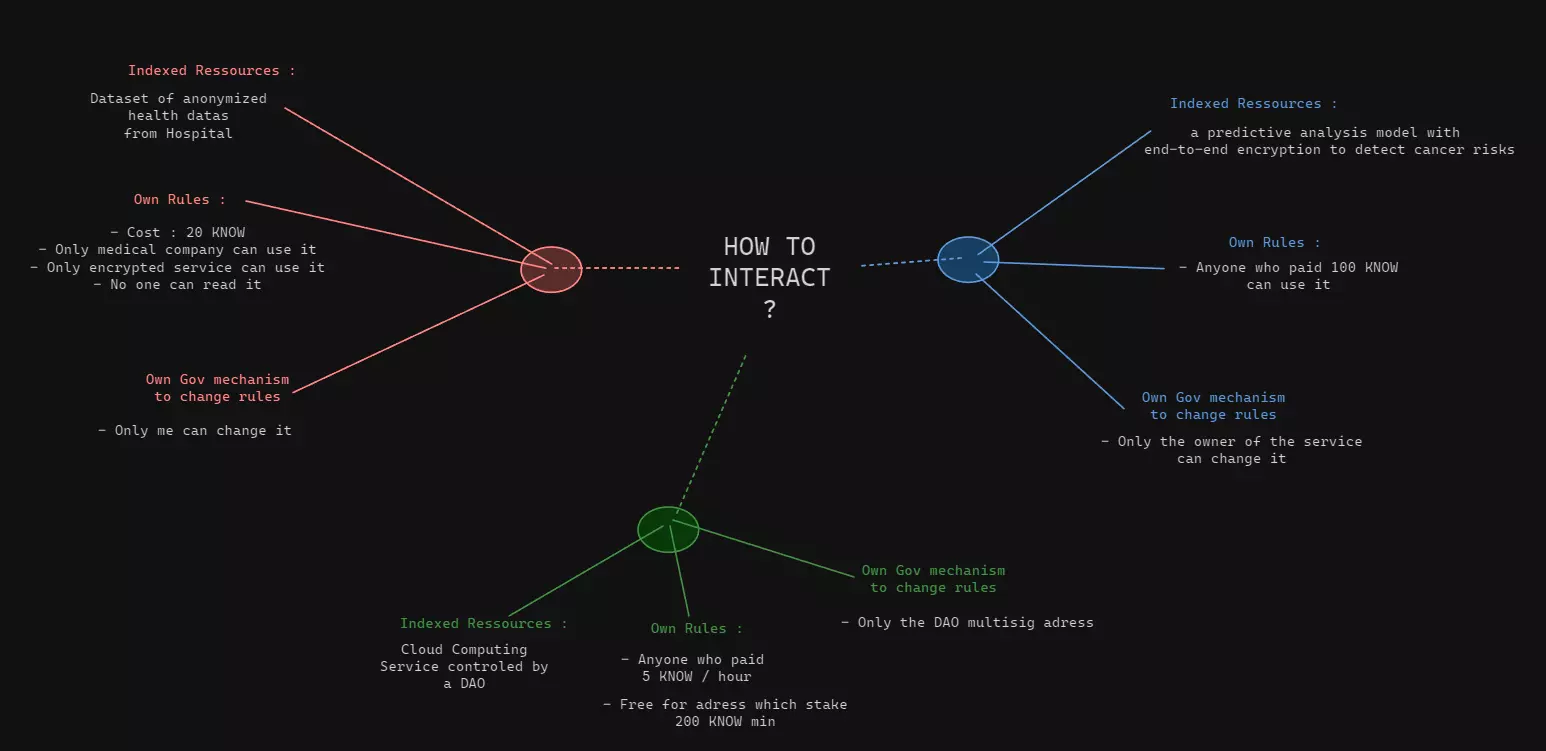 Indexed Ressources :
Dataset of anonymized
health datas
from Hospital
Own Rules :
- Cost : 20 KNOW
- Only medical company can use it
- Only encrypted service can use it
- No one can read it
Own Gov mechanism
to change rules
- Only me can change it
HOW TO
INTERACT
?
Indexed Ressources :
a predictive analysis model with
end-to-end encryption to detect cancer risks
Own Rules :
- Anyone who paid 100 KNOW
can use it
Own Gov mechanism
to change rules
- Only the owner of the service
can change it
Indexed Ressources :
Cloud Computing
Service controled by
a DAO
Own Rules :
- Anyone who paid
5 KNOW / hour
- Free for adress which stake
200 KNOW min
Own Gov mechanism
to change rules
- Only the DAO multisig adress